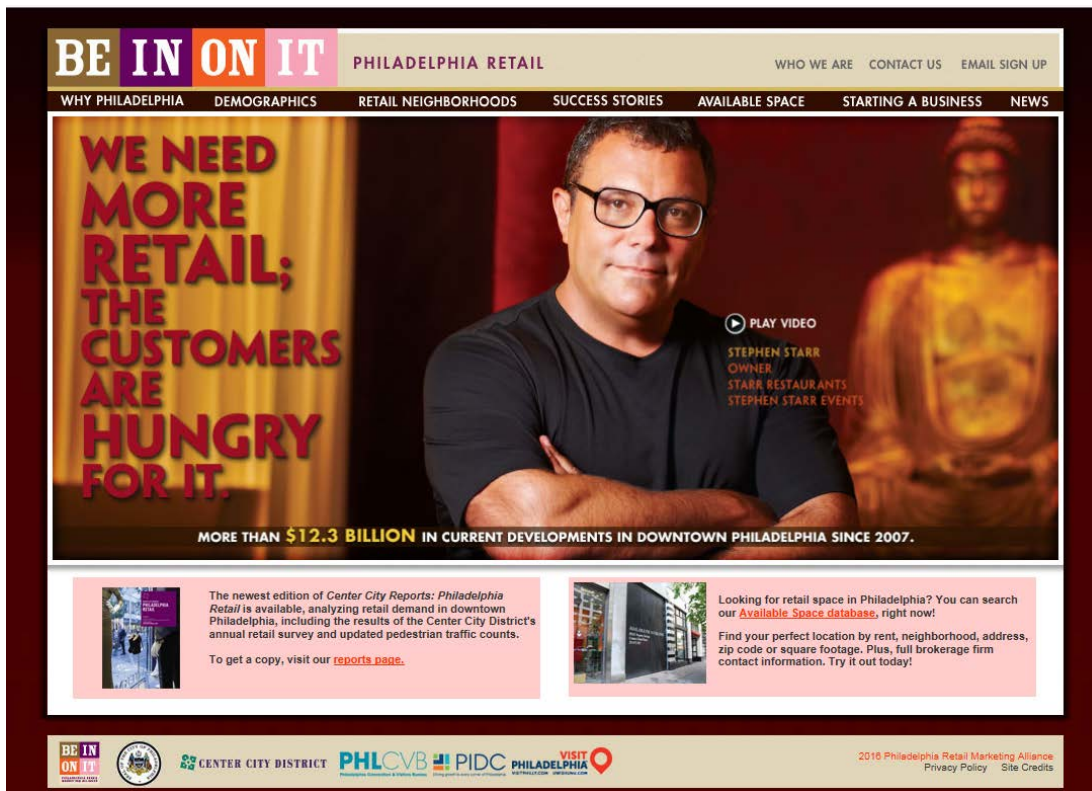 BE IN ON IT
PHILADELPHIA RETAIL
WHO WE ARE CONTACT US EMAIL SIGN UP
WHY PHILADELPHIA DEMOGRAPHICS RETAIL NEIGHBORHOODS SUCCESS STORIES AVAILABLE SPACE STARTING A BUSINESS NEWS
WE NEED
MORE
RETAIL;
THE
CUSTOMERS
ARE
HUNGRY
FOR IT.
PLAY VIDEO
STEPHEN STARR
OWNER
STARR RESTAURANTS
STEPHEN STARR EVENTS
MORE THAN $12.3 BILLION IN CURRENT DEVELOPMENTS IN DOWNTOWN PHILADELPHIA SINCE 2007.
The newest edition of Center City Reports: Philadelphia
Retail is available, analyzing retail demand in downtown
Philadelphia, including the results of the Center City District's
annual retail survey and updated pedestrian traffic counts.
To get a copy, visit our reports page.
Looking for retail space in Philadelphia? You can search
our Available Space database, right now!
Find your perfect location by rent, neighborhood, address,
zip code or square footage. Plus, full brokerage firm
contact information. Try it out today!
BE IN
ON IT
CENTER CITY DISTRICT
PHLCVB
PIDC
VISIT
PHILADELPHIA
2016 Philadelphia Retail Marketing Alliance
Privacy Policy Site Credits